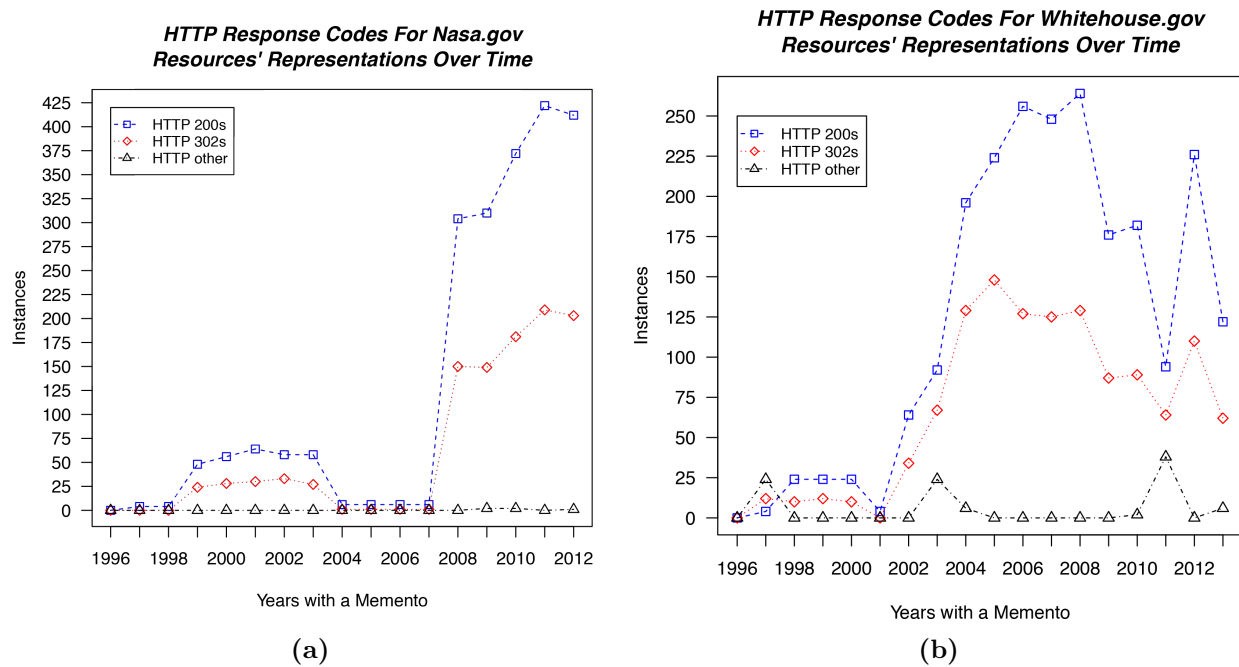 HTTP Response Codes For Nasa.gov
Resources' Representations Over Time
425
400
375
350
325
300
275
250
225
200
175
150
125
100
75
50
25
0
Instances
HTTP 200s
HTTP 302s
HTTP other
1996 1998 2000 2002 2004 2006 2008 2010 2012
Years with a Memento
(a)
HTTP Response Codes For Whitehouse.gov
Resources' Representations Over Time
250
225
200
175
150
125
100
75
50
25
0
Instances
HTTP 200s
HTTP 302s
HTTP other
1996 1998 2000 2002 2004 2006 2008 2010 2012
Years with a Memento
(b)